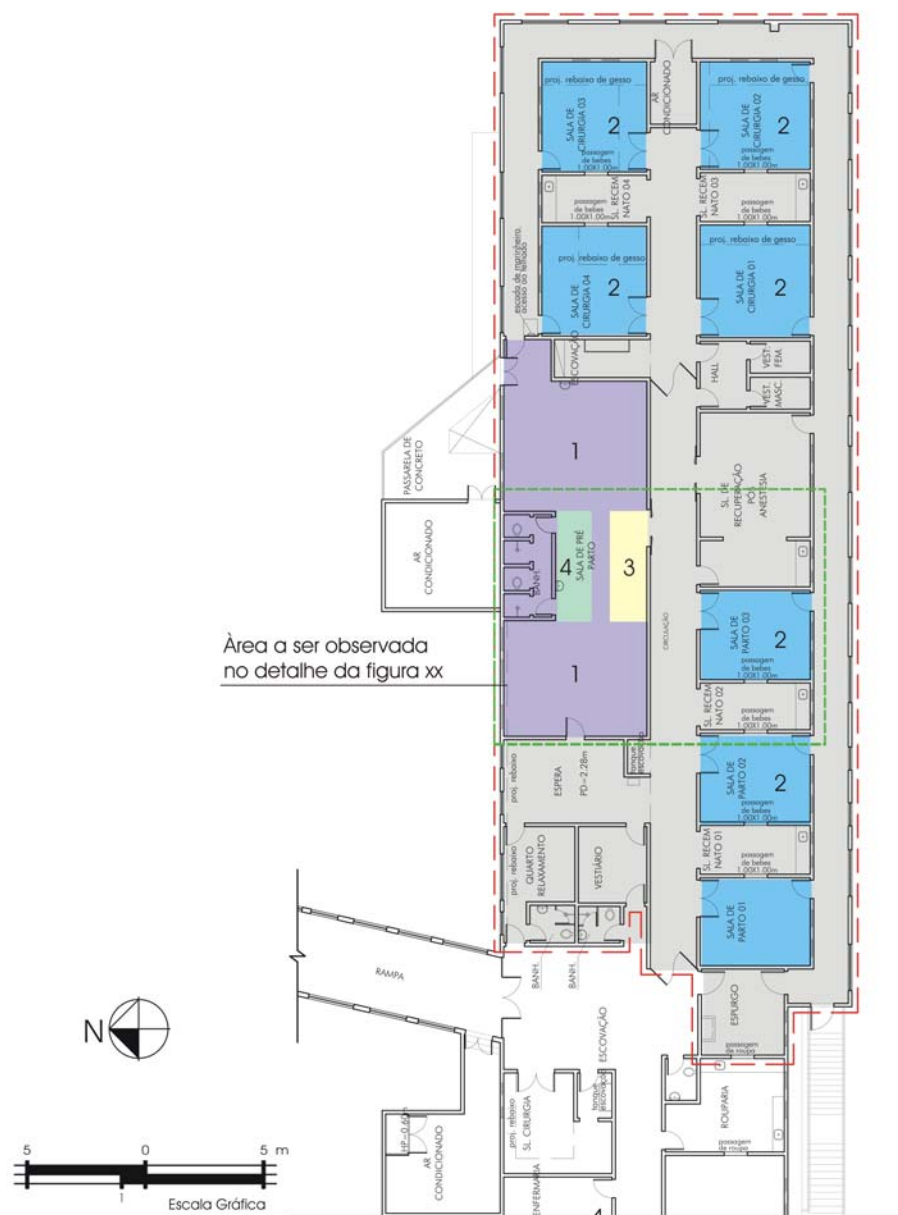 AR
CONDICIONADO
proj. rebaixo de gesso
SALA DE
CIRURGIA 03
2
passagem
de bebes
1.00X1.00m
proj. rebaixo de gesso
SALA DE
CIRURGIA 02
2
passagem
de bebes
1.00X1.00m
SL. RECEM
NATO 04
passagem
de bebes
1.00X1.00m
SL. RECEM
NATO 03
passagem
de bebes
1.00X1.00m
escada de marinheiro
acesso ao telhado
proj. rebaixo de gesso
SALA DE
CIRURGIA 04
2
proj. rebaixo de gesso
SALA DE
CIRURGIA 01
2
ESCOVAÇÃO
HALL
VEST.
FEM.
VEST.
MASC.
PASSARELA DE
CONCRETO
1
SL. DE
RECUPERAÇÃO
PÓS
ANESTESIA
AR
CONDICIONADO
BANH.
4
SALA DE PRÉ
PARTO
3
CIRCULAÇÃO
SALA DE
PARTO 03
2
passagem
de bebes
1.00X1.00m
Àrea a ser observada
no detalhe da figura xx
1
SL. RECEM
NATO 02
passagem
de bebes
1.00X1.00m
proj. rebaixo
ESPERA
PD=2.28m
tanque
escovação
SALA DE
PARTO 02
2
passagem
de bebes
1.00X1.00m
proj. rebaixo
QUARTO
RELAXAMENTO
VESTIÁRIO
SL. RECEM
NATO 01
passagem
de bebes
1.00X1.00m
SALA DE
PARTO 01
RAMPA
BANH.
BANH.
N
ESCOVAÇÃO
ESPURGO
passagem
de roupa
HP=0.60m
AR
CONDICIONADO
proj. rebaixo
SL. CIRURGIA
tanque
escovação
ROUPARIA
passagem
de roupa
ENFERMARIA
5
0
5 m
1
Escala Gráfica